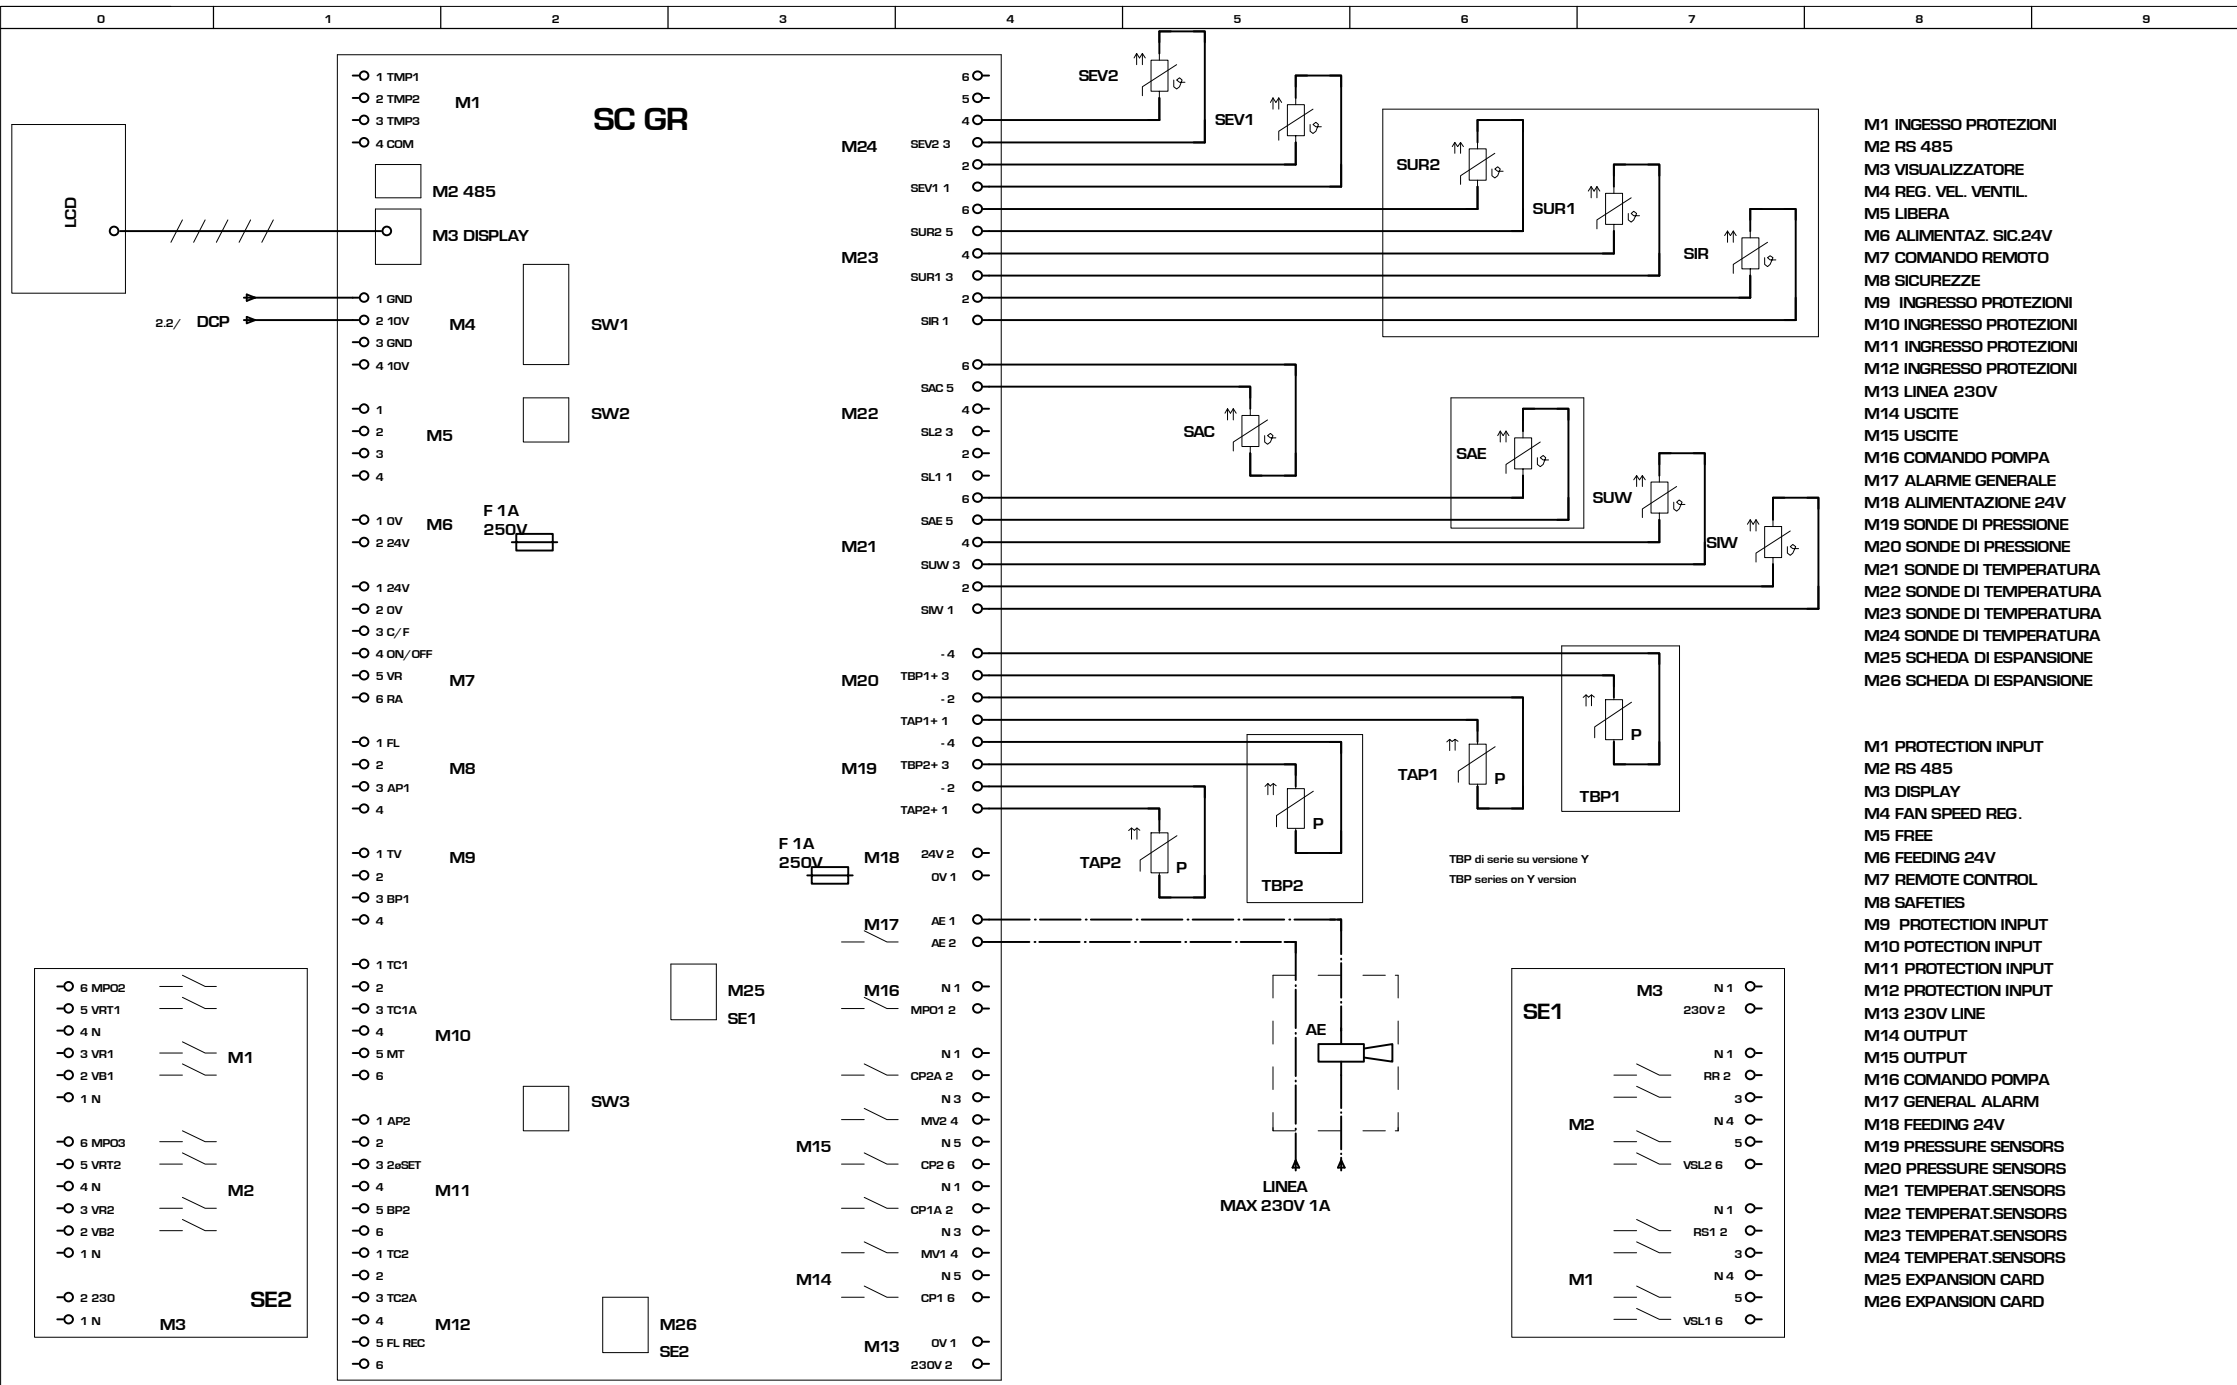 0 1 2 3 4 5 6 7 8 9
SC GR
LCD
2.2/ DCP
1 TMP1
2 TMP2
3 TMP3
4 COM
M1
M2 485
M3 DISPLAY
1 GND
2 10V
3 GND
4 10V
M4
SW1
1
2
3
4
M5
SW2
1 0V
2 24V
M6
F 1A
250V
1 24V
2 0V
3 C/F
4 ON/OFF
5 VR
6 RA
M7
1 FL
2
3 AP1
4
M8
1 TV
2
3 BP1
4
M9
1 TC1
2
3 TC1A
4
5 MT
6
M10
SW3
1 AP2
2
3 2øSET
4
5 BP2
6
M11
1 TC2
2
3 TC2A
4
5 FL REC
6
M12
M25
SE1
M26
SE2
6
5
4
SEV2 3
2
SEV1 1
M24
6
SUR2 5
4
SUR1 3
2
SIR 1
M23
6
SAC 5
4
SL2 3
2
SL1 1
M22
6
SAE 5
4
SUW 3
2
SIW 1
M21
- 4
TBP1+ 3
- 2
TAP1+ 1
M20
- 4
TBP2+ 3
- 2
TAP2+ 1
M19
F 1A
250V
M18
24V 2
0V 1
M17
AE 1
AE 2
M16
N 1
MPO1 2
N 1
CP2A 2
N 3
MV2 4
N 5
CP2 6
M15
N 1
CP1A 2
N 3
MV1 4
N 5
CP1 6
M14
M13
0V 1
230V 2
SEV2
SEV1
SUR2
SUR1
SIR
SAC
SAE
SUW
SIW
TBP1
P
TAP1
P
TBP2
P
TAP2
P
TBP di serie su versione Y
TBP series on Y version
AE
LINEA
MAX 230V 1A
6 MPO2
5 VRT1
4 N
3 VR1
2 VB1
1 N
M1
6 MPO3
5 VRT2
4 N
3 VR2
2 VB2
1 N
M2
2 230
1 N
M3
SE2
SE1
M3
N 1
230V 2
N 1
RR 2
3
N 4
5
VSL2 6
M2
N 1
RS1 2
3
N 4
5
VSL1 6
M1
M1 INGESSO PROTEZIONI
M2 RS 485
M3 VISUALIZZATORE
M4 REG. VEL. VENTIL.
M5 LIBERA
M6 ALIMENTAZ. SIC.24V
M7 COMANDO REMOTO
M8 SICUREZZE
M9 INGRESSO PROTEZIONI
M10 INGRESSO PROTEZIONI
M11 INGRESSO PROTEZIONI
M12 INGRESSO PROTEZIONI
M13 LINEA 230V
M14 USCITE
M15 USCITE
M16 COMANDO POMPA
M17 ALARME GENERALE
M18 ALIMENTAZIONE 24V
M19 SONDE DI PRESSIONE
M20 SONDE DI PRESSIONE
M21 SONDE DI TEMPERATURA
M22 SONDE DI TEMPERATURA
M23 SONDE DI TEMPERATURA
M24 SONDE DI TEMPERATURA
M25 SCHEDA DI ESPANSIONE
M26 SCHEDA DI ESPANSIONE
M1 PROTECTION INPUT
M2 RS 485
M3 DISPLAY
M4 FAN SPEED REG.
M5 FREE
M6 FEEDING 24V
M7 REMOTE CONTROL
M8 SAFETIES
M9 PROTECTION INPUT
M10 POTECTION INPUT
M11 PROTECTION INPUT
M12 PROTECTION INPUT
M13 230V LINE
M14 OUTPUT
M15 OUTPUT
M16 COMANDO POMPA
M17 GENERAL ALARM
M18 FEEDING 24V
M19 PRESSURE SENSORS
M20 PRESSURE SENSORS
M21 TEMPERAT.SENSORS
M22 TEMPERAT.SENSORS
M23 TEMPERAT.SENSORS
M24 TEMPERAT.SENSORS
M25 EXPANSION CARD
M26 EXPANSION CARD